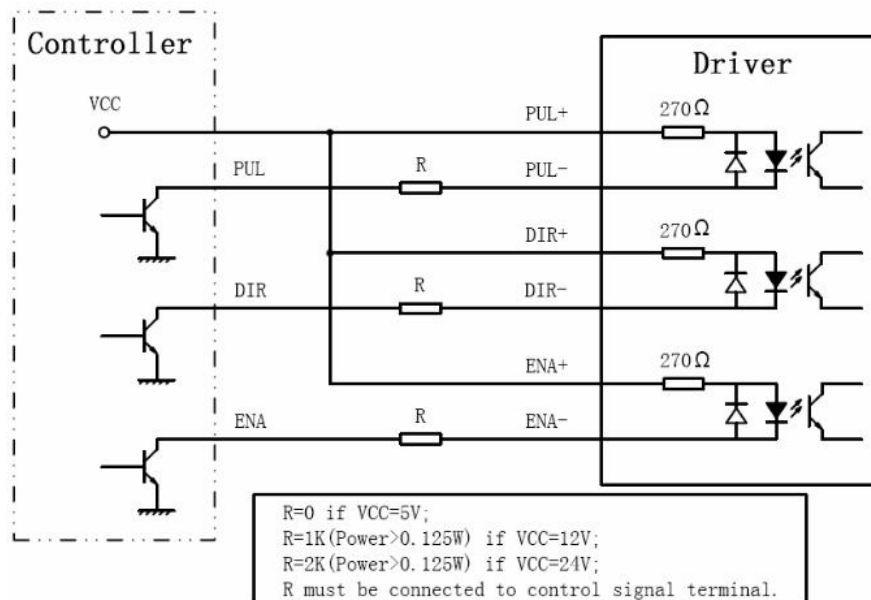 Controller
Driver
VCC
PUL+
270Ω
PUL
R
PUL-
DIR+
270Ω
DIR
R
DIR-
ENA+
270Ω
ENA
R
ENA-
R=0 if VCC=5V;
R=1K(Power>0.125W) if VCC=12V;
R=2K(Power>0.125W) if VCC=24V;
R must be connected to control signal terminal.